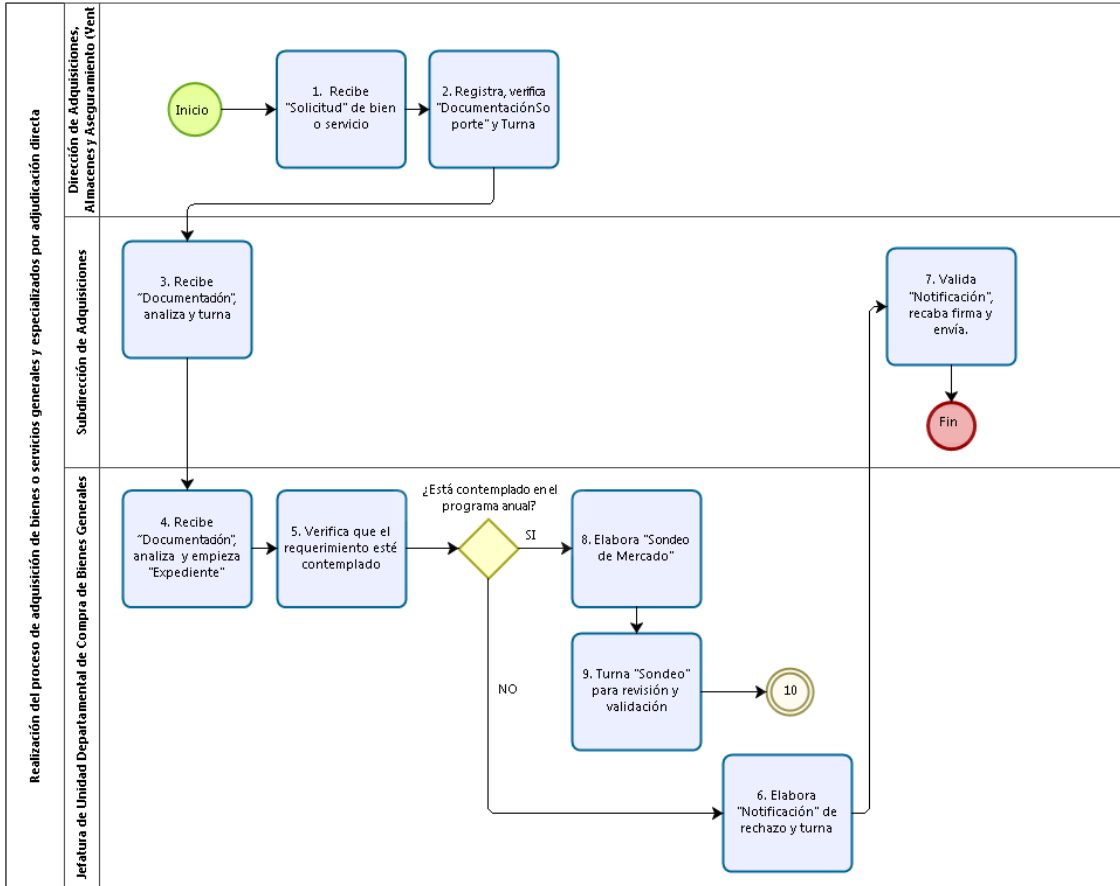 Realización del proceso de adquisición de bienes o servicios generales y especializados por adjudicación directa
Dirección de Adquisiciones,
Almacenes y Aseguramiento (Vent
Inicio
1. Recibe
"Solicitud" de bien
o servicio
2. Registra, verifica
"DocumentaciónSo
porte" y Turna
Subdirección de Adquisiciones
3. Recibe
"Documentación",
analiza y turna
7. Valida
"Notificación",
recaba firma y
envía.
Fin
Jefatura de Unidad Departamental de Compra de Bienes Generales
4. Recibe
"Documentación",
analiza y empieza
"Expediente"
5. Verifica que el
requerimiento esté
contemplado
¿Está contemplado en el
programa anual?
SI
8. Elabora "Sondeo
de Mercado"
NO
9. Turna "Sondeo"
para revisión y
validación
10
6. Elabora
"Notificación" de
rechazo y turna